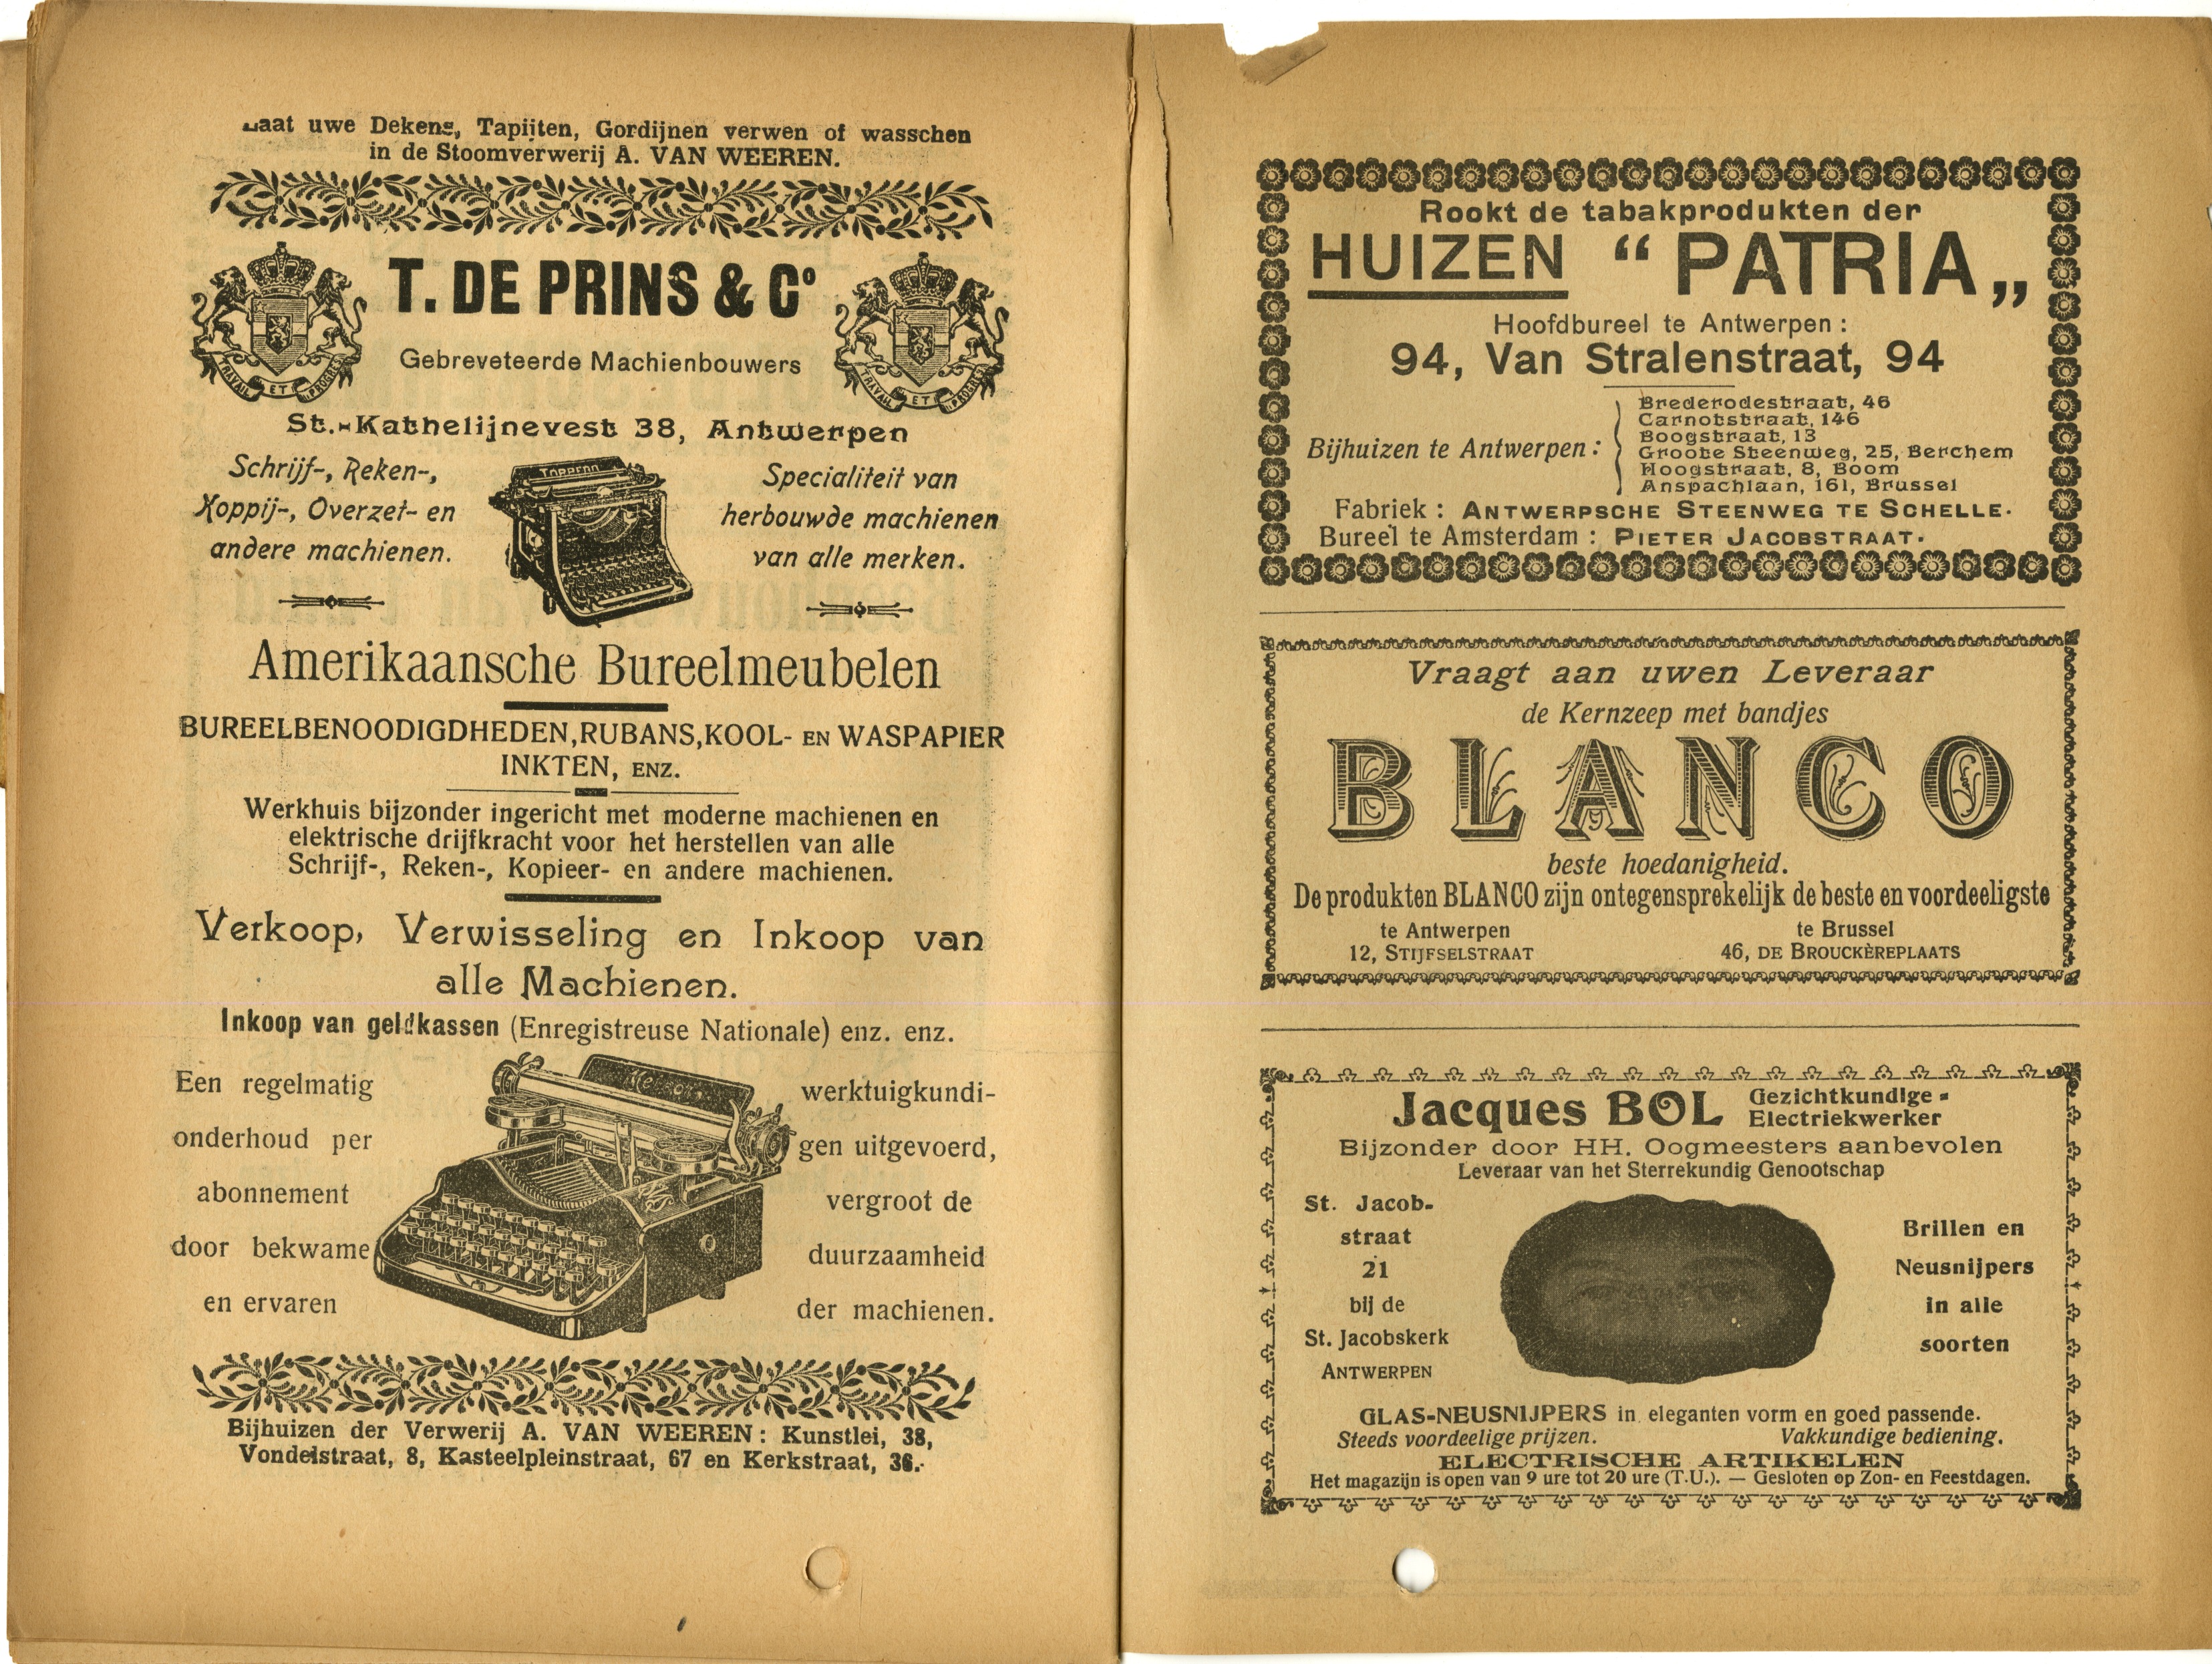 Laat uwe Dekens, Tapijten, Gordijnen verwen of wasschen
in de Stoomverwerij A. VAN WEEREN.
T. DE PRINS & Cº
Gebreveteerde Machienbouwers
TRAVAIL ET PROGRES
TRAVAIL ET PROGRES
St.-Kathelijnevest 38, Antwerpen
Schrijf-, Reken-,
Koppij-, Overzet- en
andere machienen.
Specialiteit van
herbouwde machienen
van alle merken.
Amerikaansche Bureelmeubelen
BUREELBENOODIGDHEDEN, RUBANS, KOOL- EN WASPAPIER
INKTEN, ENZ.
Werkhuis bijzonder ingericht met moderne machienen en
elektrische drijfkracht voor het herstellen van alle
Schrijf-, Reken-, Kopieer- en andere machienen.
Verkoop, Verwisseling en Inkoop van
alle Machienen.
Inkoop van geldkassen (Enregistreuse Nationale) enz. enz.
Een regelmatig
onderhoud per
abonnement
door bekwame
en ervaren
werktuigkundi-
gen uitgevoerd,
vergroot de
duurzaamheid
der machienen.
Bijhuizen der Verwerij A. VAN WEEREN: Kunstlei, 38,
Vondelstraat, 8, Kasteelpleinstraat, 67 en Kerkstraat, 36.
Rookt de tabakprodukten der
HUIZEN “PATRIA„
Hoofdbureel te Antwerpen :
94, Van Stralenstraat, 94
Bijhuizen te Antwerpen :
Brederodestraat, 46
Carnotstraat, 146
Boogstraat, 13
Groote Steenweg, 25, Berchem
Hoogstraat, 8, Boom
Anspachlaan, 161, Brussel
Fabriek : ANTWERPSCHE STEENWEG TE SCHELLE.
Bureel te Amsterdam : PIETER JACOBSTRAAT.
Vraagt aan uwen Leveraar
de Kernzeep met bandjes
BLANCO
beste hoedanigheid.
De produkten BLANCO zijn ontegensprekelijk de beste en voordeeligste
te Antwerpen
12, STIJFSELSTRAAT
te Brussel
46, DE BROUCKÈREPLAATS
Jacques BOL Gezichtkundige-
Electriekwerker
Bijzonder door HH. Oogmeesters aanbevolen
Leveraar van het Sterrekundig Genootschap
St. Jacob-
straat
21
bij de
St. Jacobskerk
ANTWERPEN
Brillen en
Neusnijpers
in alle
soorten
GLAS-NEUSNIJPERS in eleganten vorm en goed passende.
Steeds voordeelige prijzen. Vakkundige bediening.
ELECTRISCHE ARTIKELEN
Het magazijn is open van 9 ure tot 20 ure (T.U.). — Gesloten op Zon- en Feestdagen.